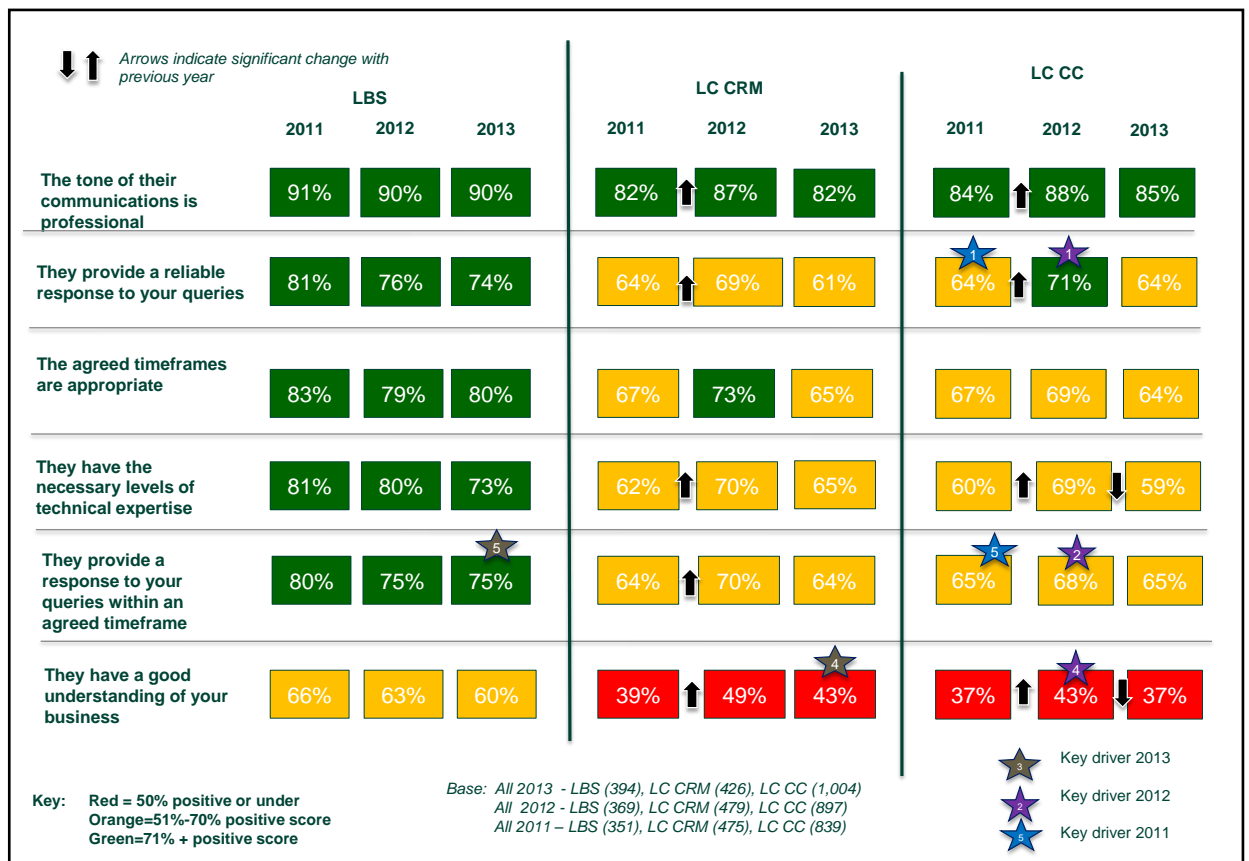 Arrows indicate significant change with
previous year
LBS
LC CRM
LC CC
2011 2012 2013
2011 2012 2013
2011 2012 2013
The tone of their
communications is
professional
91% 90% 90% 82% 87% 82% 84% 88% 85%
They provide a reliable
response to your queries
1 1
81% 76% 74% 64% 69% 61% 64% 71% 64%
The agreed timeframes
are appropriate
83% 79% 80% 67% 73% 65% 67% 69% 64%
They have the
necessary levels of
technical expertise
81% 80% 73% 62% 70% 65% 60% 69% 59%
They provide a
response to your
queries within an
agreed timeframe
5 5 2
80% 75% 75% 64% 70% 64% 65% 68% 65%
They have a good
understanding of your
business
4 4
66% 63% 60% 39% 49% 43% 37% 43% 37%
Key: Red = 50% positive or under
Orange=51%-70% positive score
Green=71% + positive score
Base: All 2013 - LBS (394), LC CRM (426), LC CC (1,004)
All 2012 - LBS (369), LC CRM (479), LC CC (897)
All 2011 – LBS (351), LC CRM (475), LC CC (839)
3 Key driver 2013
2 Key driver 2012
5 Key driver 2011